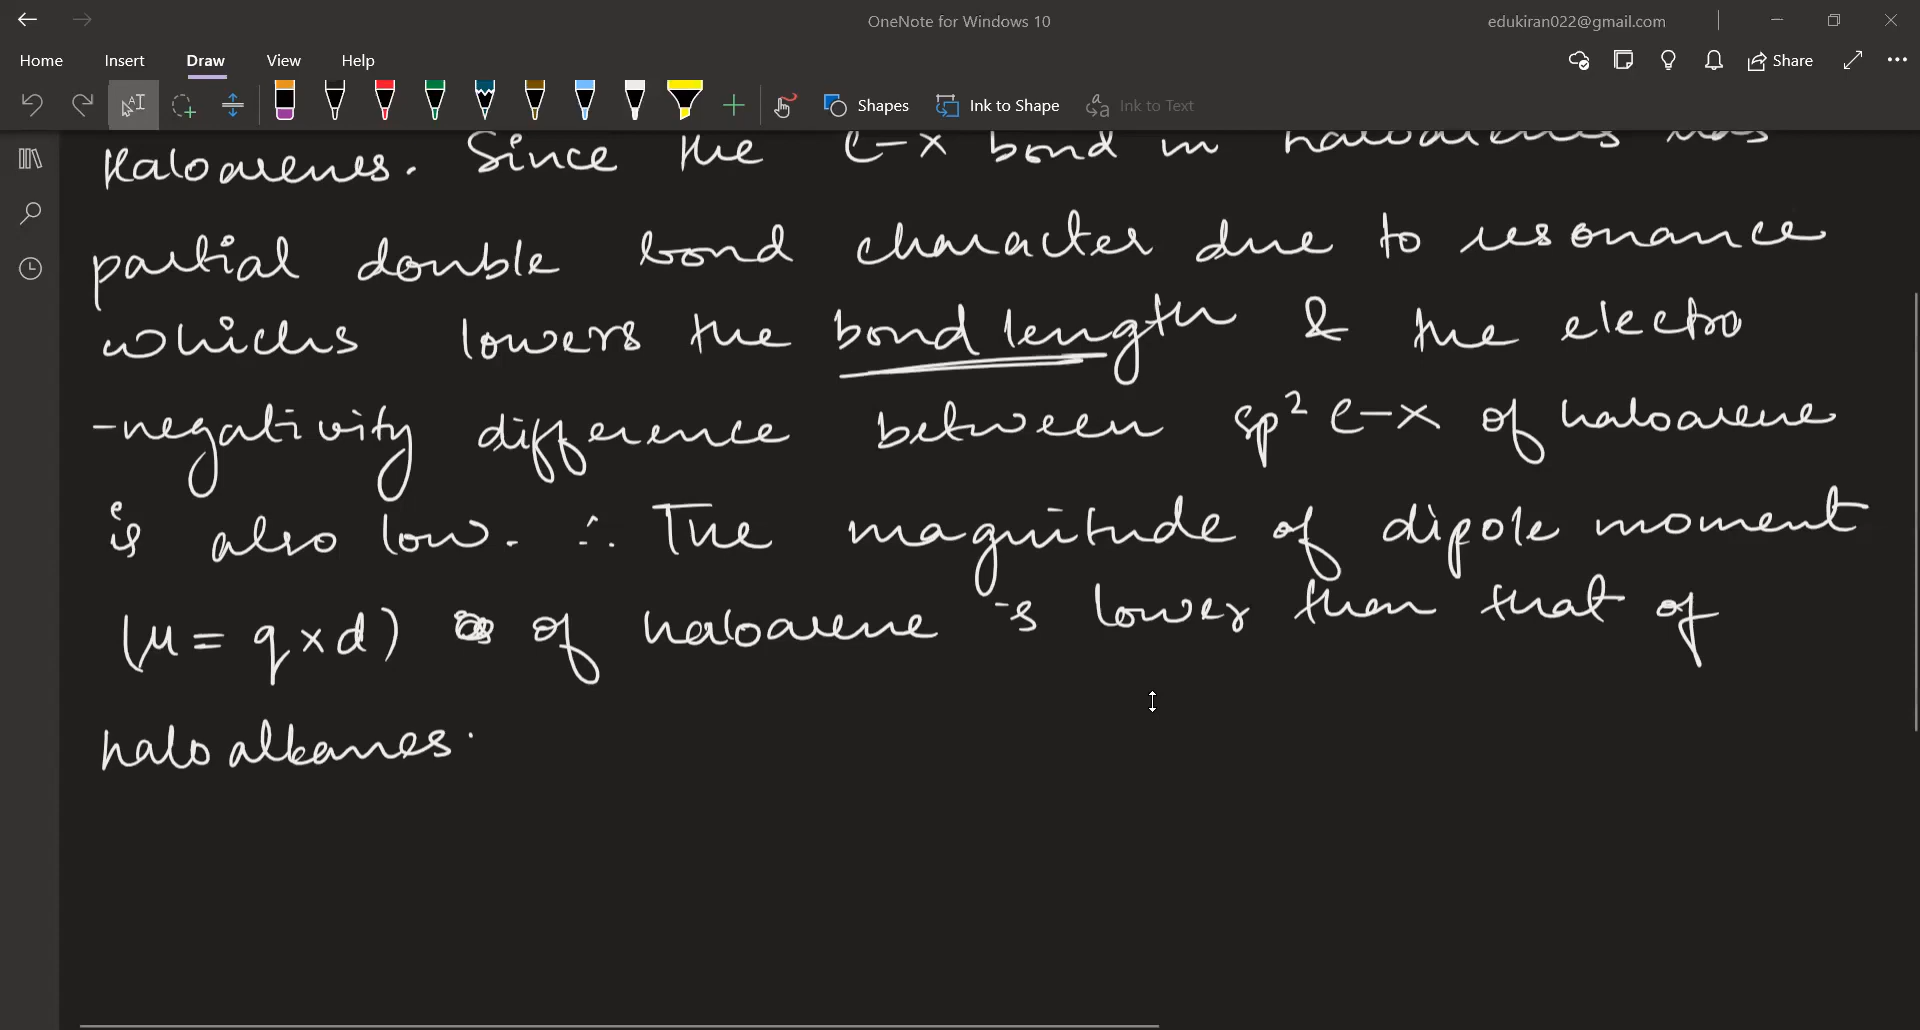 OneNote for Windows 10
edukiran022@gmail.com
Home Insert Draw View Help
Share
Shapes Ink to Shape Ink to Text
Haloarenes. Since the C-X bond in haloarenes has
partial double bond character due to resonance
which lowers the bond length & the electro
-negativity difference between sp² C-X of haloarene
is also low. ∴ The magnitude of dipole moment
(μ = q × d) of haloarene is lower than that of
halo alkanes.